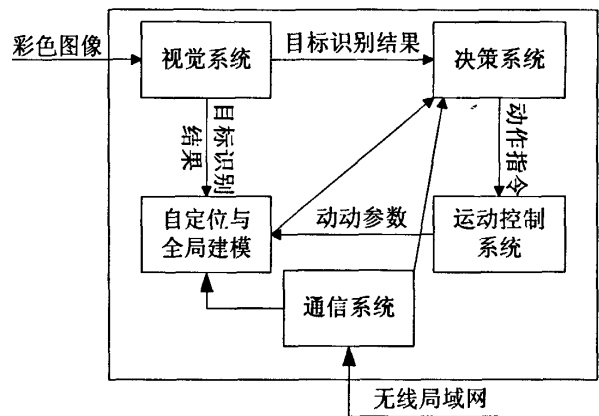 彩色图像
视觉系统
目标识别结果
决策系统
目标识别
结果
动作指令
自定位与
全局建模
动动参数
运动控制
系统
通信系统
无线局域网